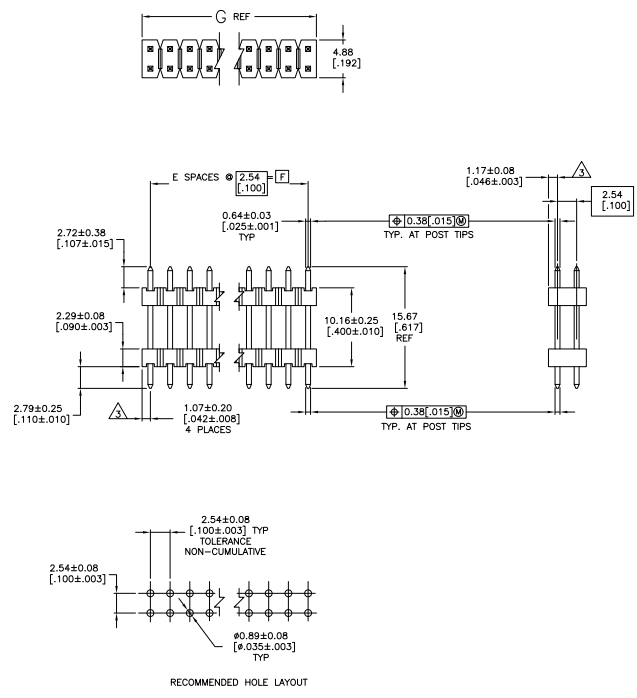 G REF
4.88
[.192]
E SPACES @ 2.54 = F
[.100]
1.17±0.08
[.046±.003]
3
2.54
[.100]
0.64±0.03
[.025±.001]
TYP
⌖ 0.38[.015]Ⓜ
TYP. AT POST TIPS
2.72±0.38
[.107±.015]
2.29±0.08
[.090±.003]
10.16±0.25
[.400±.010]
15.67
[.617]
REF
2.79±0.25
[.110±.010]
3
1.07±0.20
[.042±.008]
4 PLACES
⌖ 0.38[.015]Ⓜ
TYP. AT POST TIPS
2.54±0.08
[.100±.003] TYP
TOLERANCE
NON-CUMULATIVE
2.54±0.08
[.100±.003]
ø0.89±0.08
[ø.035±.003]
TYP
RECOMMENDED HOLE LAYOUT